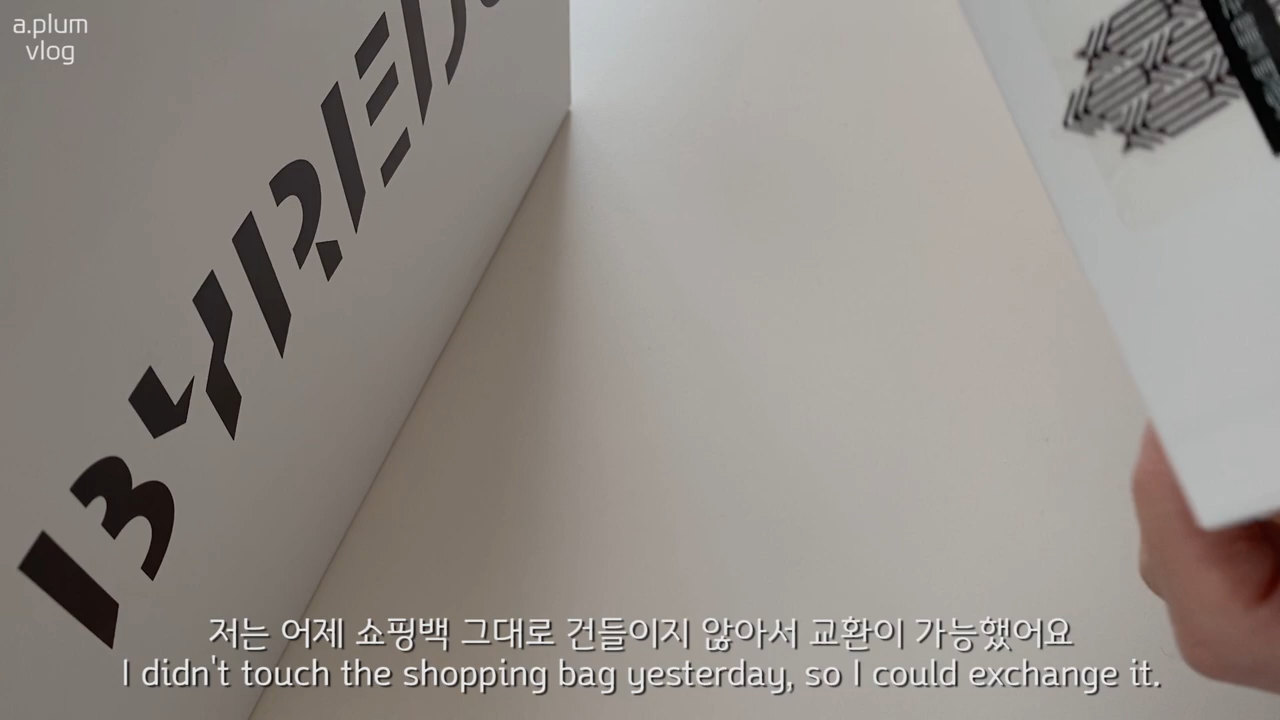 a.plum
vlog
BYREDO
저는 어제 쇼핑백 그대로 건들이지 않아서 교환이 가능했어요
I didn't touch the shopping bag yesterday, so I could exchange it.